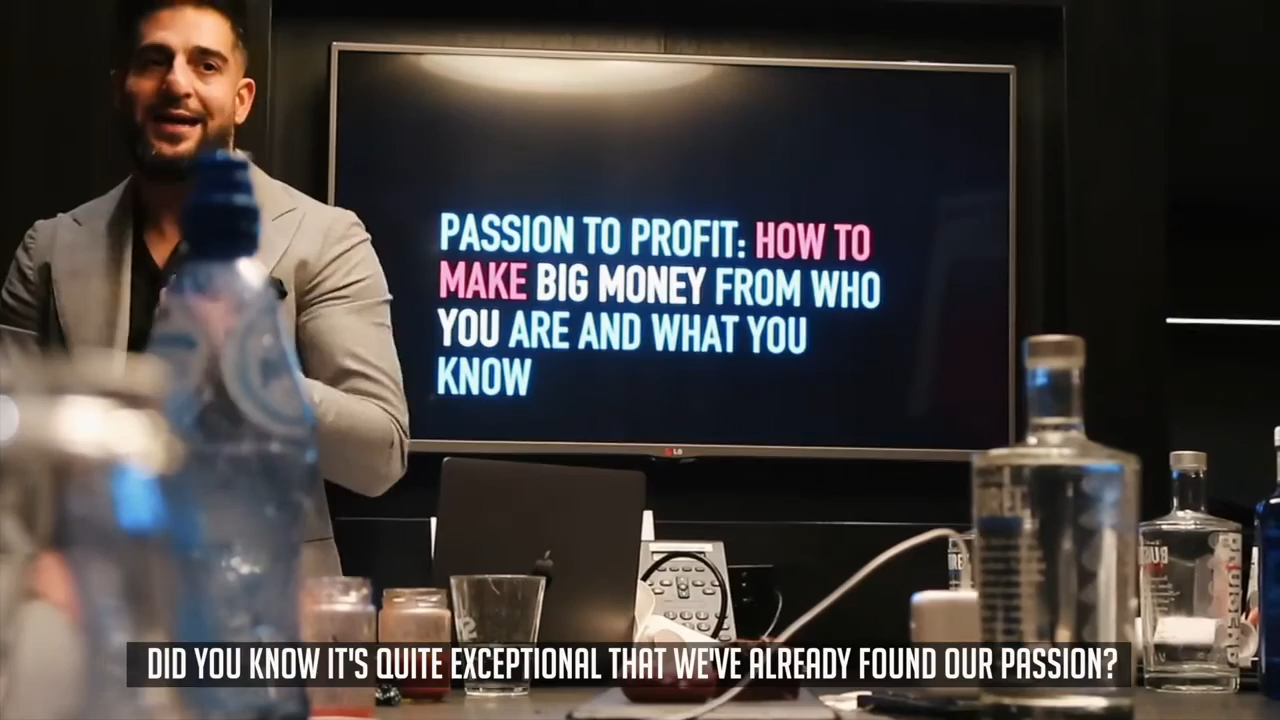 PASSION TO PROFIT: HOW TO
MAKE BIG MONEY FROM WHO
YOU ARE AND WHAT YOU
KNOW
LG
DID YOU KNOW IT'S QUITE EXCEPTIONAL THAT WE'VE ALREADY FOUND OUR PASSION?